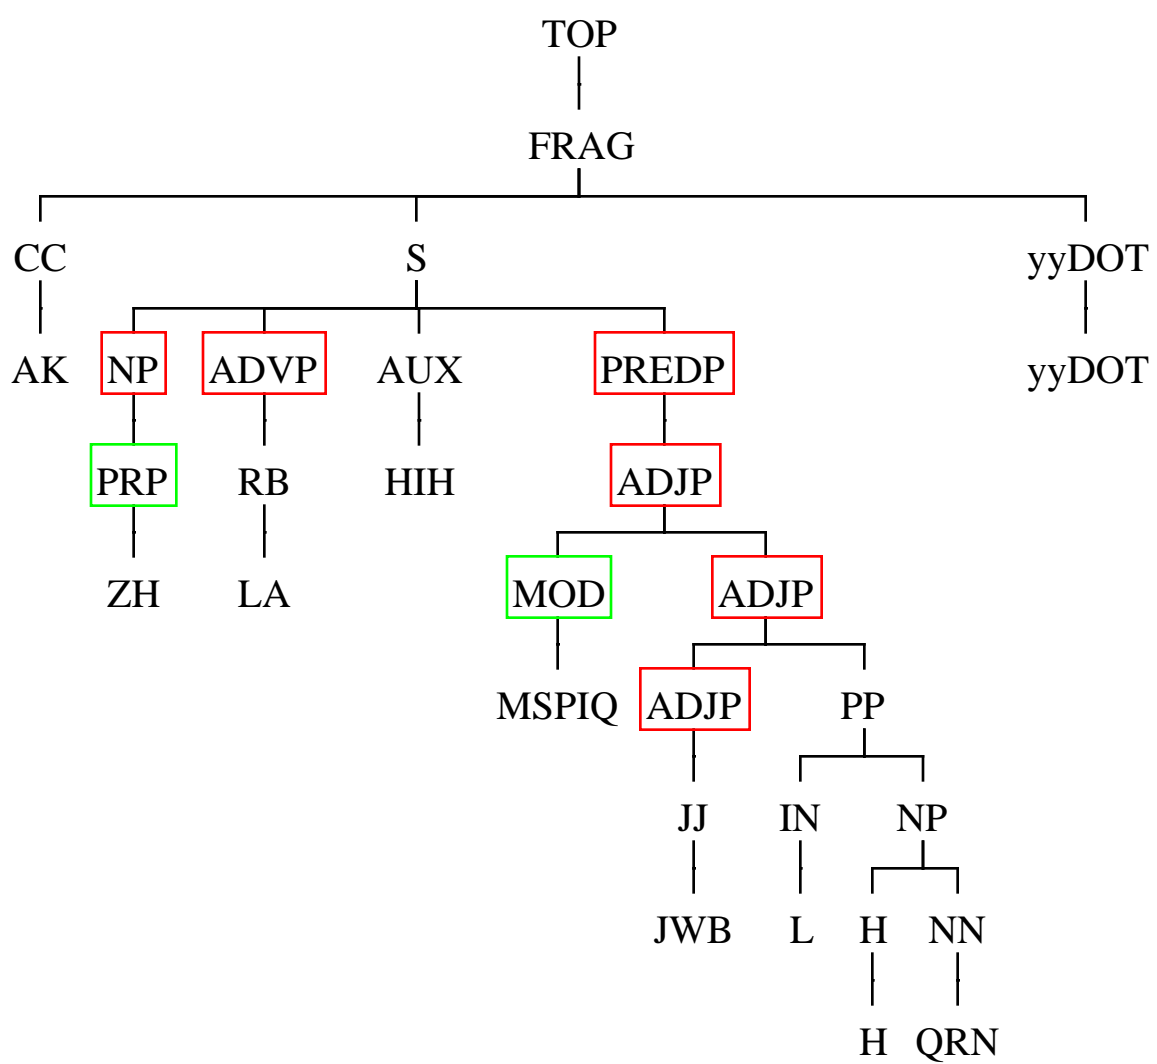 TOP
FRAG
CC S yyDOT
AK NP ADVP AUX PREDP yyDOT
PRP RB HIH ADJP
ZH LA MOD ADJP
MSPIQ ADJP PP
JJ IN NP
JWB L H NN
H QRN